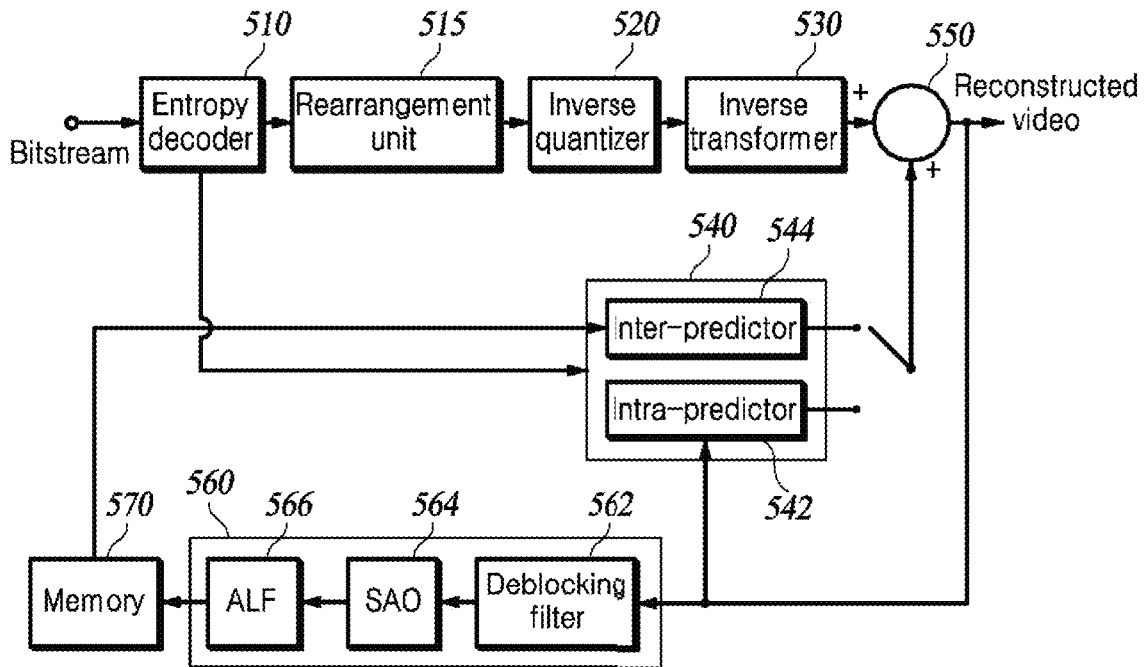 510
515
520
530
550
Entropy
decoder
Rearrangement
unit
Inverse
quantizer
Inverse
transformer
+
+
Reconstructed
video
Bitstream
540
544
Inter-predictor
Intra-predictor
542
560
570
566
564
562
Memory
ALF
SAO
Deblocking
filter